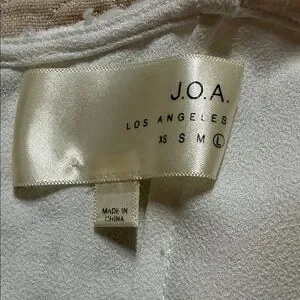 J.O.A.
LOS ANGELES
XS S M L
MADE IN
CHINA